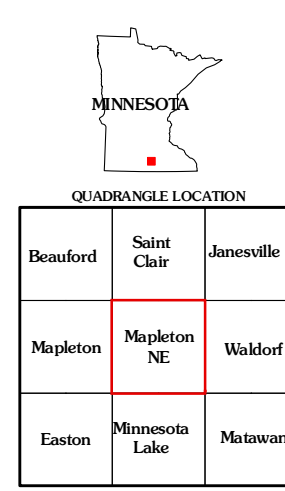 MINNESOTA
QUADRANGLE LOCATION
Beauford
Saint
Clair
Janesville
Mapleton
Mapleton
NE
Waldorf
Easton
Minnesota
Lake
Matawan